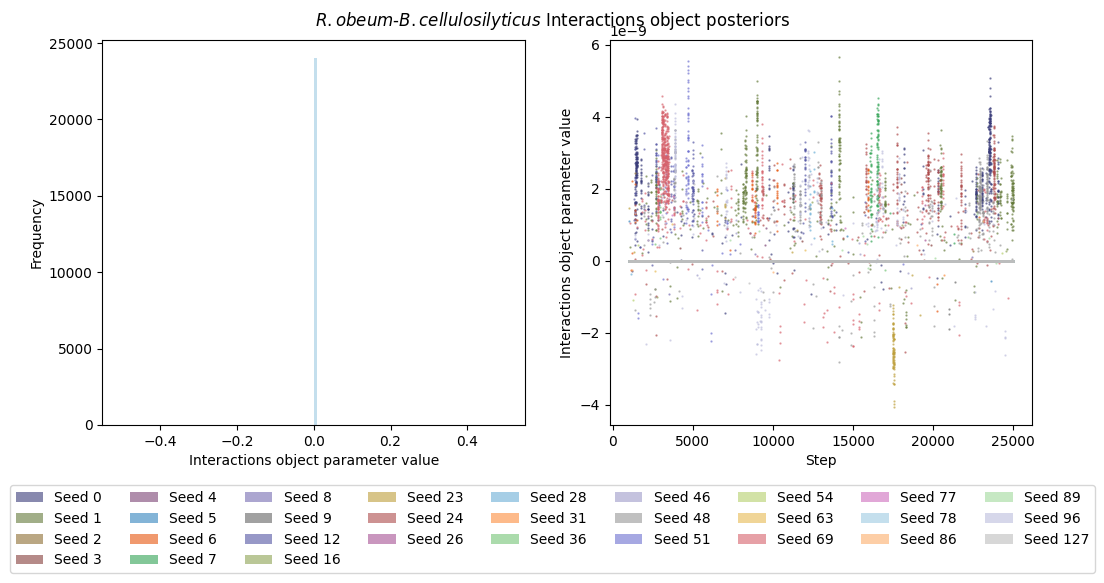 R.obeum-B.cellulosilyticus Interactions object posteriors
25000
20000
15000
10000
5000
0
Frequency
−0.4 −0.2 0.0 0.2 0.4
Interactions object parameter value
1e−9
6
4
2
0
−2
−4
Interactions object parameter value
0 5000 10000 15000 20000 25000
Step
Seed 0 Seed 4 Seed 8 Seed 23 Seed 28 Seed 46 Seed 54 Seed 77 Seed 89
Seed 1 Seed 5 Seed 9 Seed 24 Seed 31 Seed 48 Seed 63 Seed 78 Seed 96
Seed 2 Seed 6 Seed 12 Seed 26 Seed 36 Seed 51 Seed 69 Seed 86 Seed 127
Seed 3 Seed 7 Seed 16